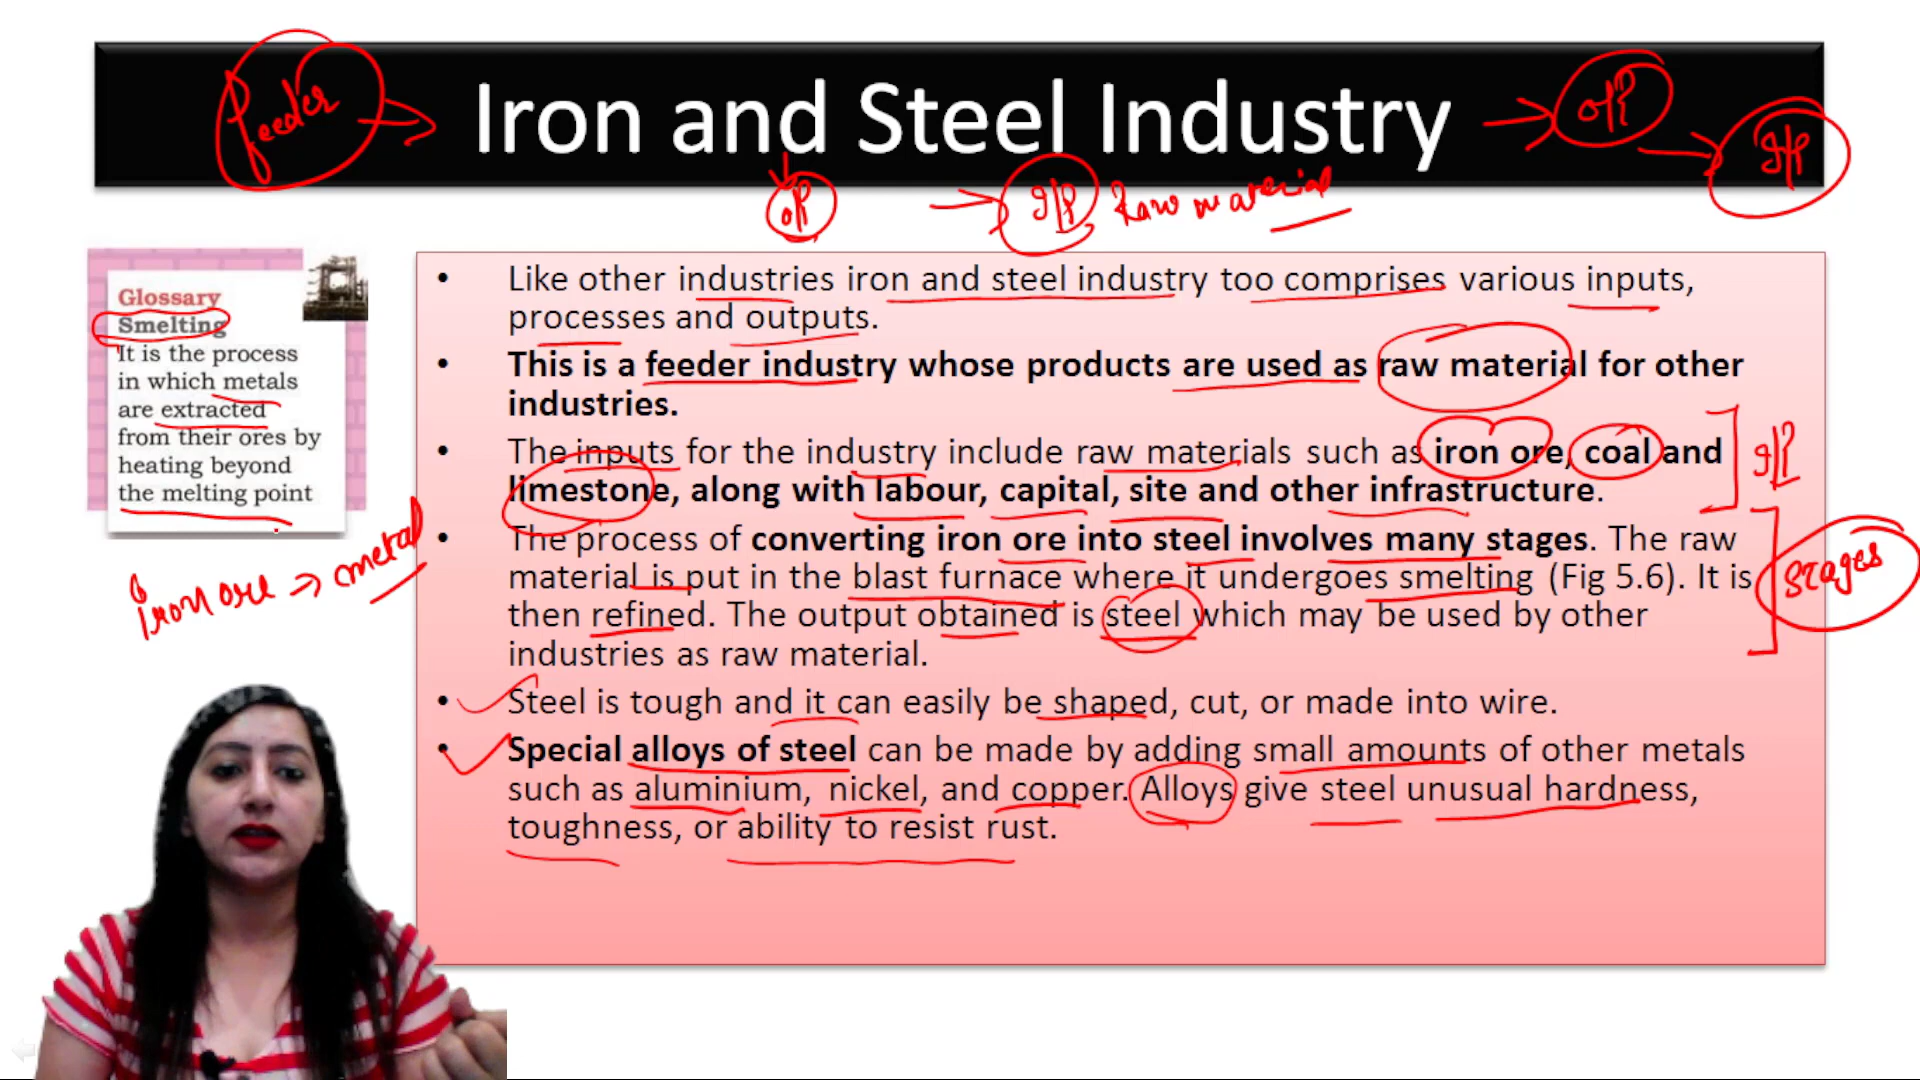 feeder → Iron and Steel Industry → O/P → I/P
O/P → I/P Raw material
Glossary
Smelting
It is the process
in which metals
are extracted
from their ores by
heating beyond
the melting point
Iron ore → metal
• Like other industries iron and steel industry too comprises various inputs,
processes and outputs.
• This is a feeder industry whose products are used as raw material for other
industries.
• The inputs for the industry include raw materials such as iron ore, coal and
limestone, along with labour, capital, site and other infrastructure.
I/P
• The process of converting iron ore into steel involves many stages. The raw
material is put in the blast furnace where it undergoes smelting (Fig 5.6). It is
then refined. The output obtained is steel which may be used by other
industries as raw material.
Stages
• Steel is tough and it can easily be shaped, cut, or made into wire.
• Special alloys of steel can be made by adding small amounts of other metals
such as aluminium, nickel, and copper. Alloys give steel unusual hardness,
toughness, or ability to resist rust.